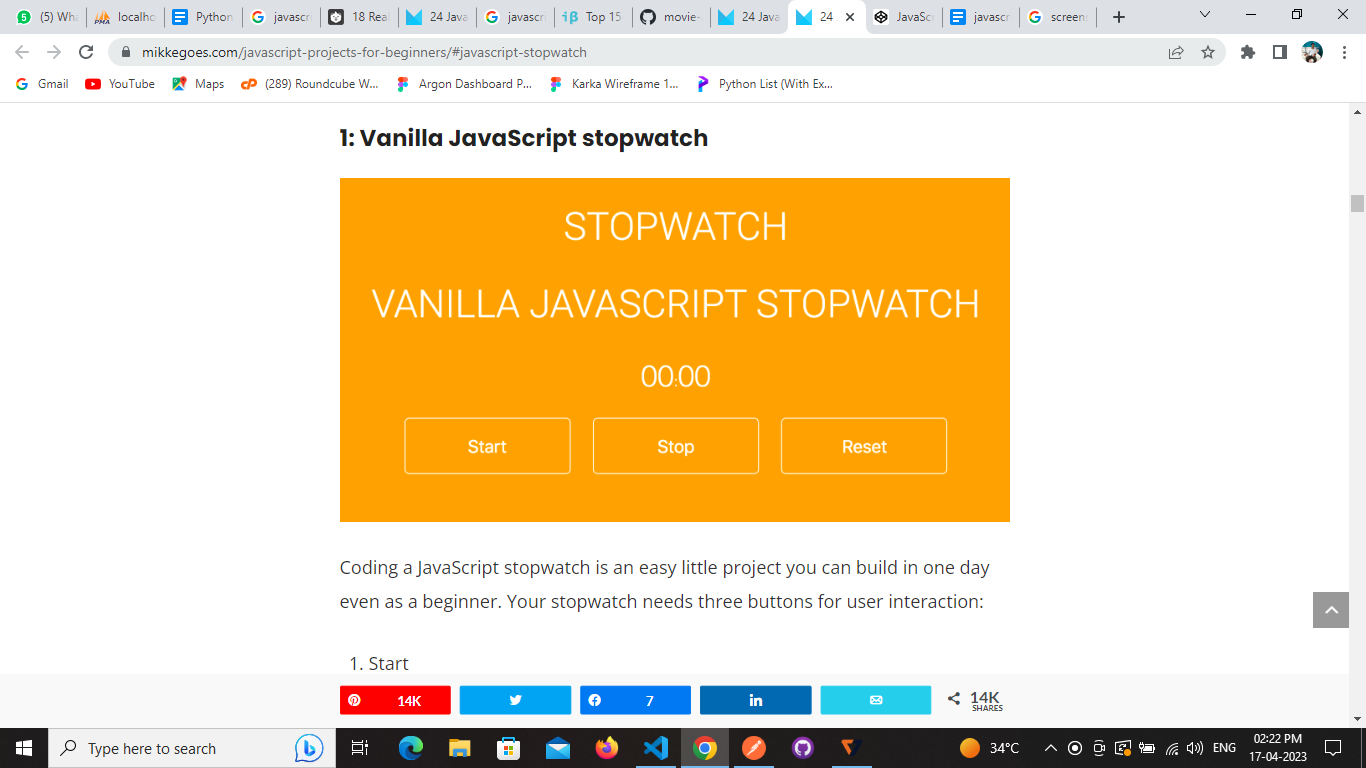 (5) Wha
localho
Python
javascr
18 Real
24 Java
javascr
Top 15
movie-
24 Java
24
JavaSc
javascr
screens
mikkegoes.com/javascript-projects-for-beginners/#javascript-stopwatch
Gmail
YouTube
Maps
(289) Roundcube W...
Argon Dashboard P...
Karka Wireframe 1...
Python List (With Ex...
1: Vanilla JavaScript stopwatch
STOPWATCH
VANILLA JAVASCRIPT STOPWATCH
00:00
Start
Stop
Reset
Coding a JavaScript stopwatch is an easy little project you can build in one day
even as a beginner. Your stopwatch needs three buttons for user interaction:
1. Start
14K
7
14K
SHARES
Type here to search
34°C
ENG
02:22 PM
17-04-2023